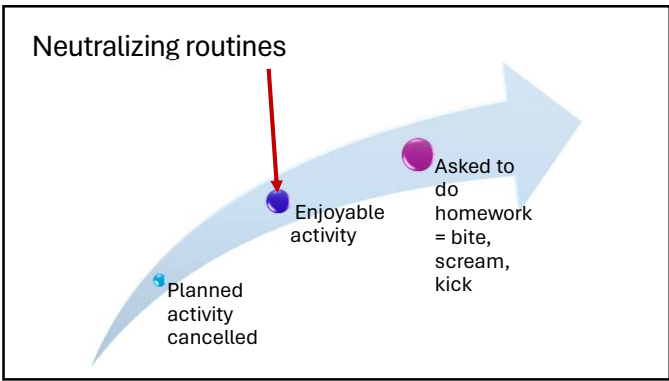 Neutralizing routines
Planned
activity
cancelled
Enjoyable
activity
Asked to
do
homework
= bite,
scream,
kick